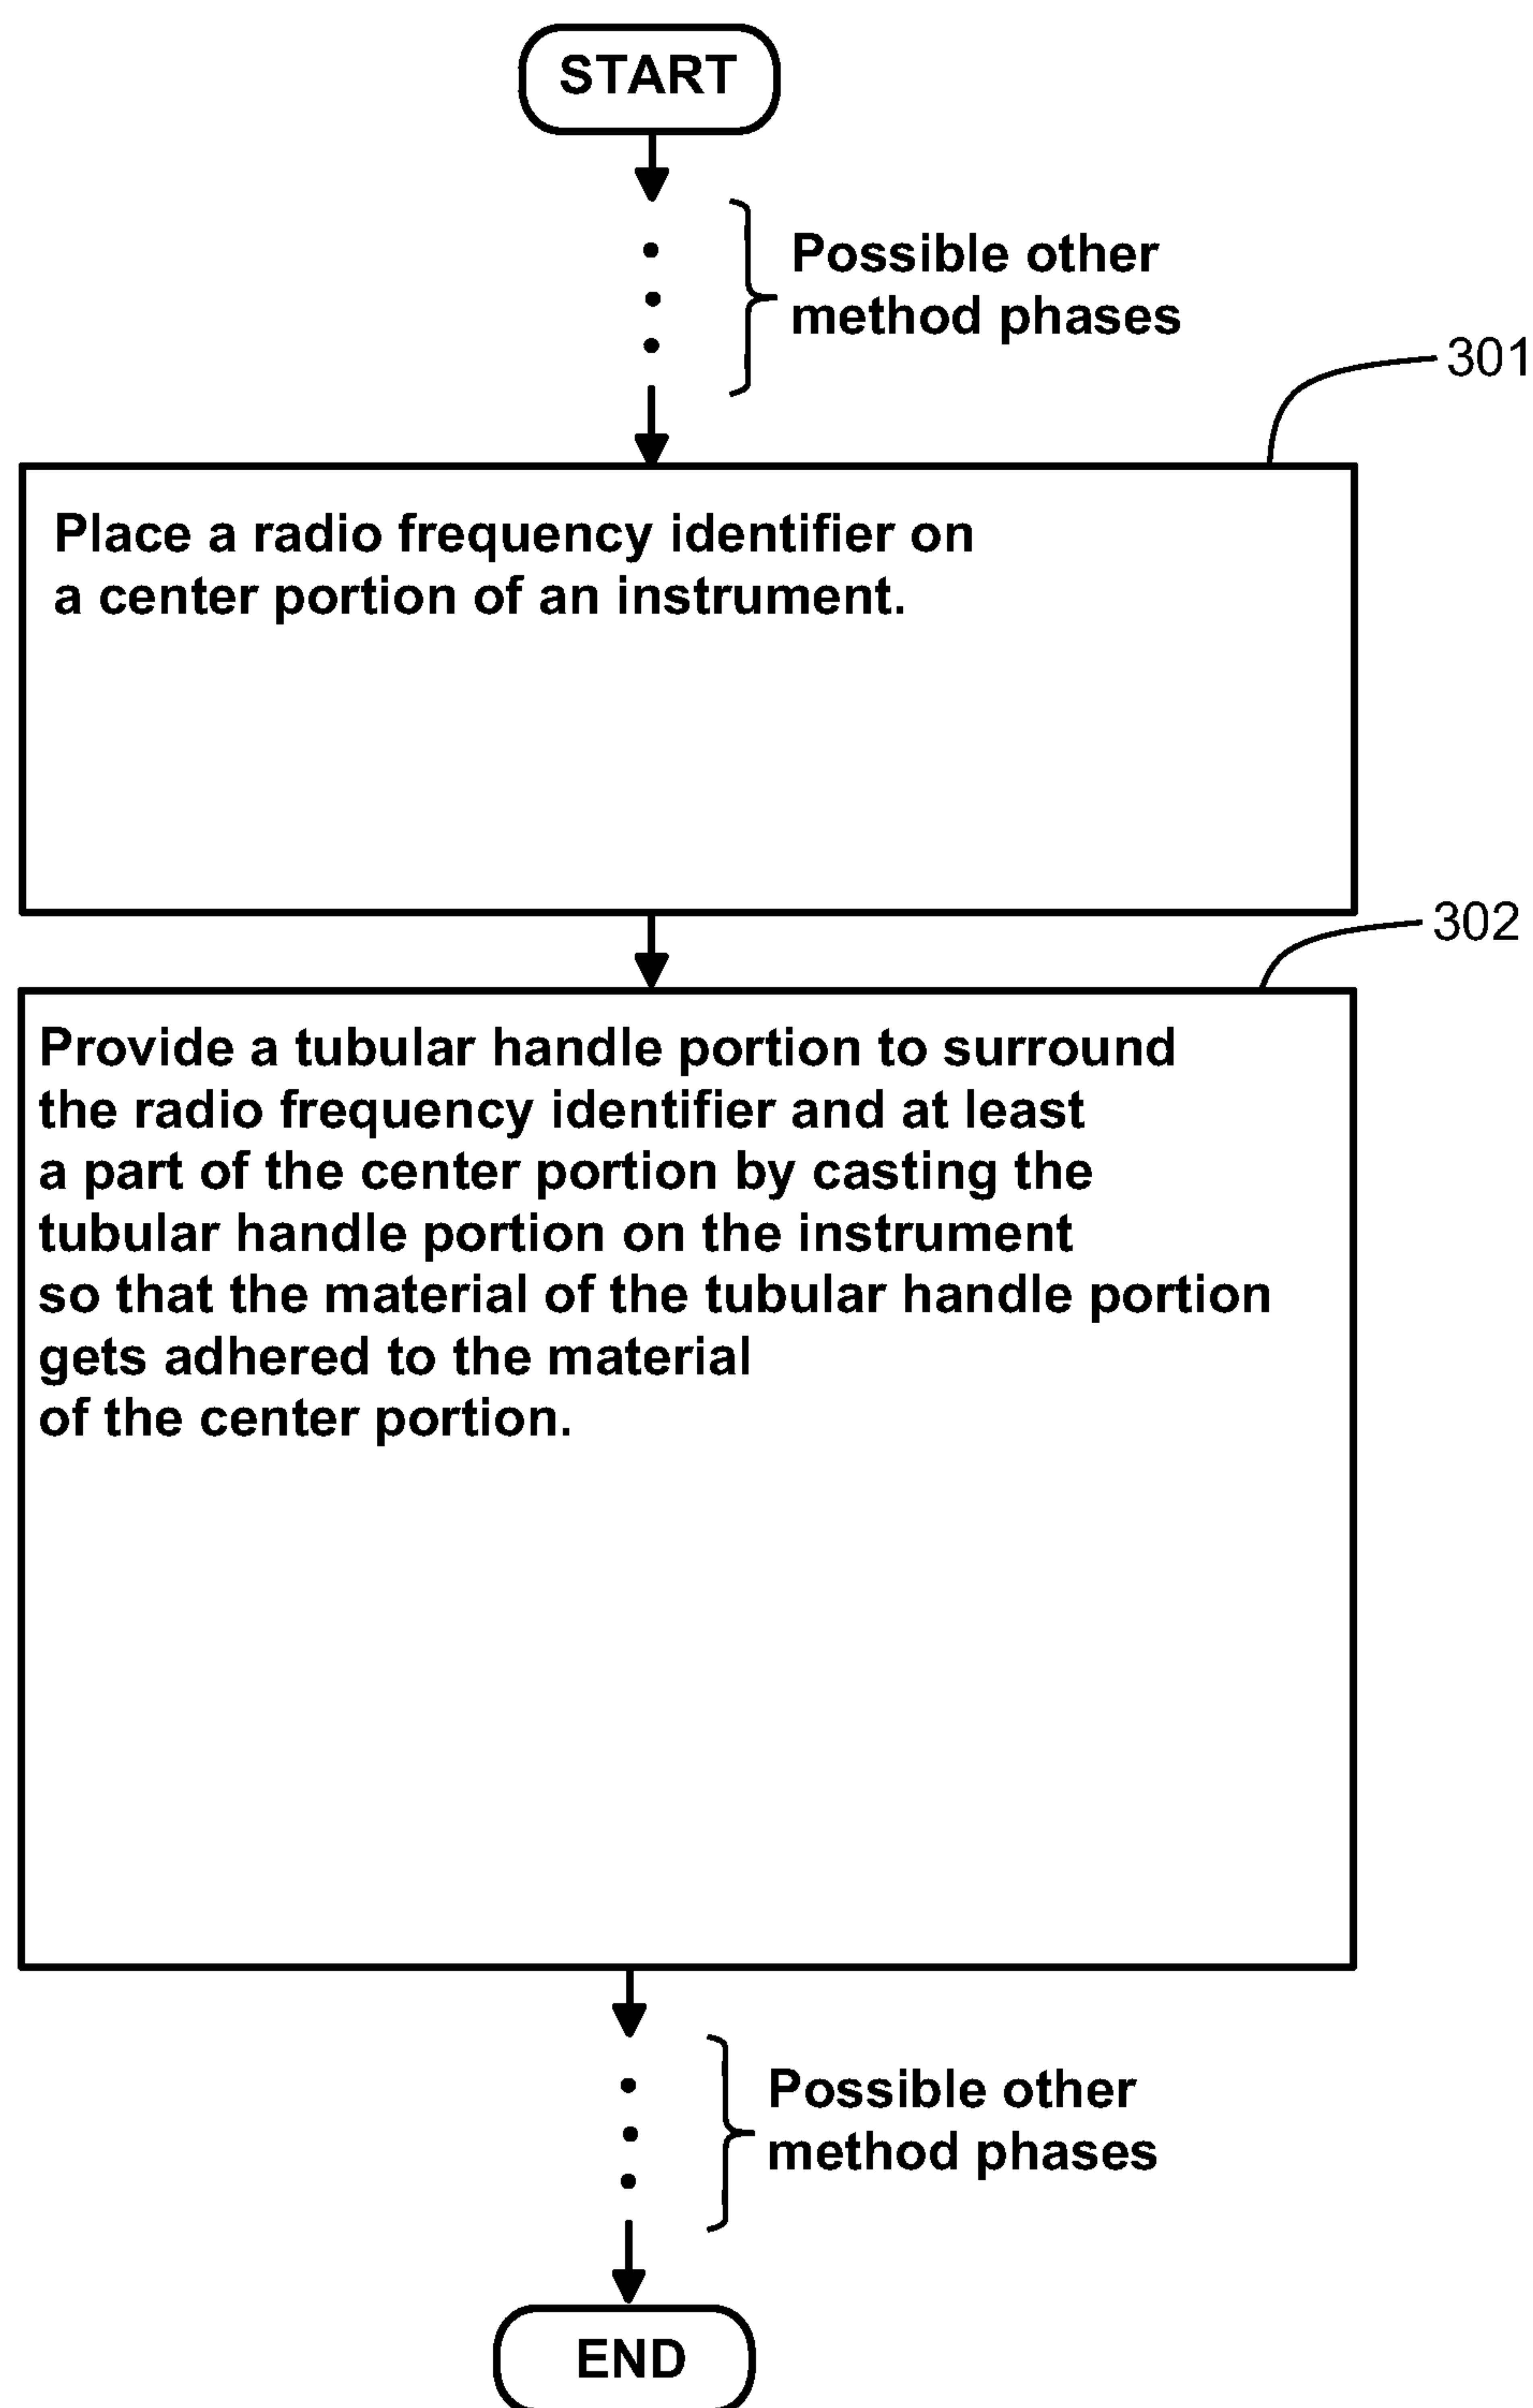 START
Possible other
method phases
301
Place a radio frequency identifier on
a center portion of an instrument.
302
Provide a tubular handle portion to surround
the radio frequency identifier and at least
a part of the center portion by casting the
tubular handle portion on the instrument
so that the material of the tubular handle portion
gets adhered to the material
of the center portion.
Possible other
method phases
END